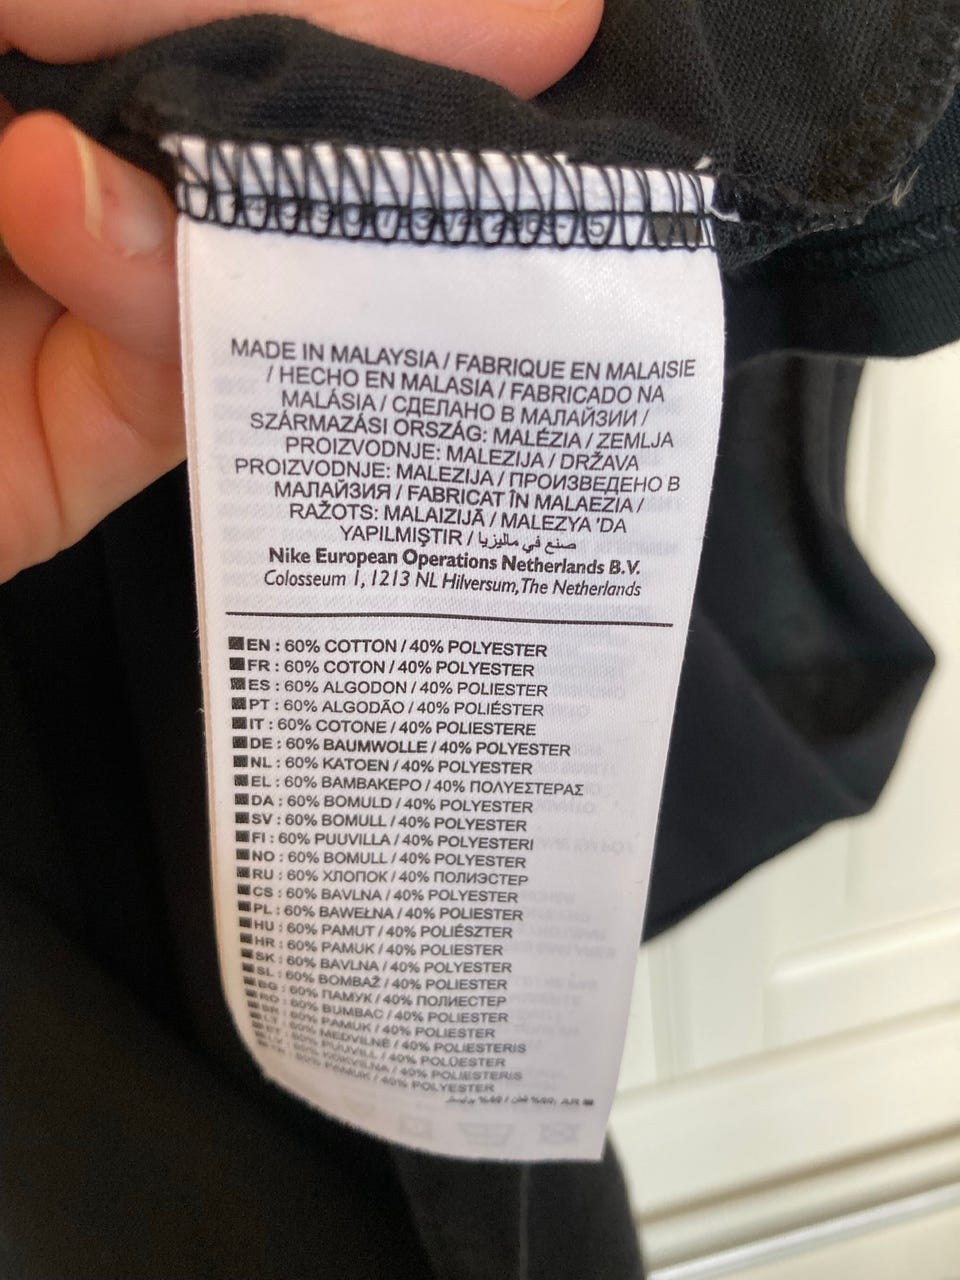 MADE IN MALAYSIA / FABRIQUE EN MALAISIE
/ HECHO EN MALASIA / FABRICADO NA
MALÁSIA / СДЕЛАНО В МАЛАЙЗИИ /
SZÁRMAZÁSI ORSZÁG: MALÉZIA / ZEMLJA
PROIZVODNJE: MALEZIJA / DRŽAVA
PROIZVODNJE: MALEZIJA / ПРОИЗВЕДЕНО В
МАЛАЙЗИЯ / FABRICAT ÎN MALAEZIA /
RAŽOTS: MALAIZIJĀ / MALEZYA 'DA
YAPILMIŞTIR / صنع في ماليزيا
Nike European Operations Netherlands B.V.
Colosseum 1, 1213 NL Hilversum, The Netherlands
EN : 60% COTTON / 40% POLYESTER
FR : 60% COTON / 40% POLYESTER
ES : 60% ALGODON / 40% POLIESTER
PT : 60% ALGODÃO / 40% POLIÉSTER
IT : 60% COTONE / 40% POLIESTERE
DE : 60% BAUMWOLLE / 40% POLYESTER
NL : 60% KATOEN / 40% POLYESTER
EL : 60% ΒΑΜΒΑΚΕΡΟ / 40% ΠΟΛΥΕΣΤΕΡΑΣ
DA : 60% BOMULD / 40% POLYESTER
SV : 60% BOMULL / 40% POLYESTER
FI : 60% PUUVILLA / 40% POLYESTERI
NO : 60% BOMULL / 40% POLYESTER
RU : 60% ХЛОПОК / 40% ПОЛИЭСТЕР
CS : 60% BAVLNA / 40% POLYESTER
PL : 60% BAWEŁNA / 40% POLIESTER
HU : 60% PAMUT / 40% POLIÉSZTER
HR : 60% PAMUK / 40% POLIESTER
SK : 60% BAVLNA / 40% POLYESTER
SL : 60% BOMBAŽ / 40% POLIESTER
BG : 60% ПАМУК / 40% ПОЛИЕСТЕР
RO : 60% BUMBAC / 40% POLIESTER
60% PAMUK / 40% POLIESTER
LT : 60% MEDVILNĖ / 40% POLIESTERIS
60% PUUVILL / 40% POLÜESTER
60% KOKVILNA / 40% POLIESTERIS
60% PAMUK / 40% POLYESTER